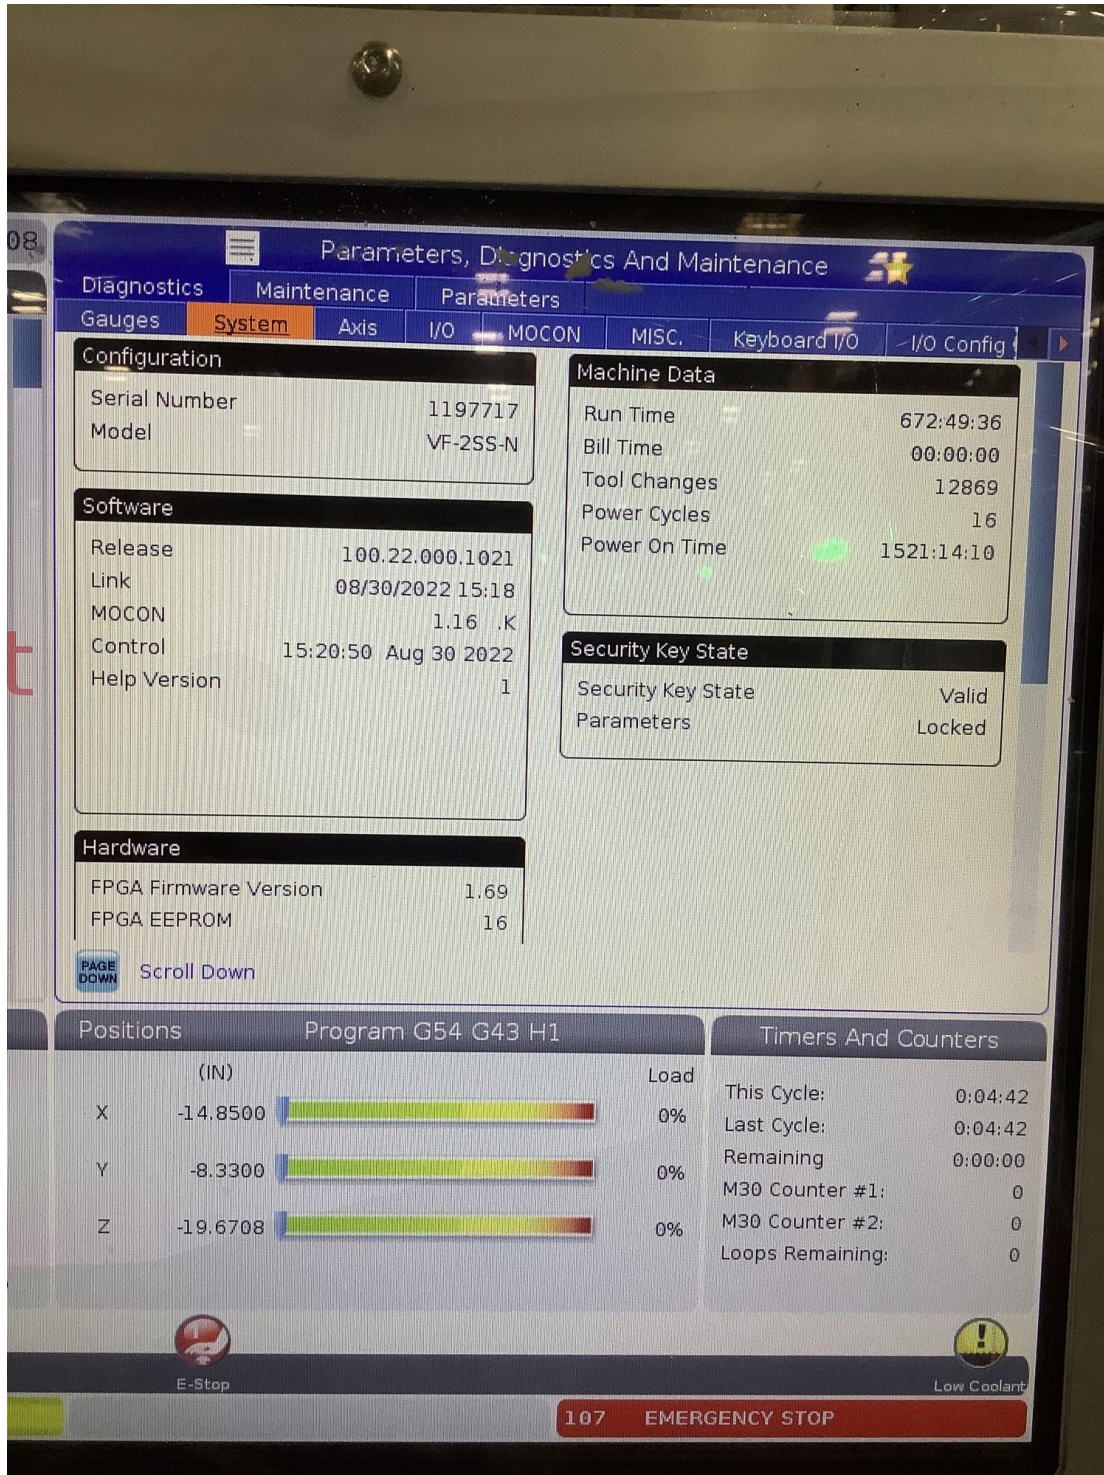 08
Parameters, Diagnostics And Maintenance
Diagnostics Maintenance Parameters
Gauges System Axis I/O MOCON MISC. Keyboard I/O I/O Config
Configuration
Serial Number 1197717
Model VF-2SS-N
Software
Release 100.22.000.1021
Link 08/30/2022 15:18
MOCON 1.16 .K
Control 15:20:50 Aug 30 2022
Help Version 1
Hardware
FPGA Firmware Version 1.69
FPGA EEPROM 16
Machine Data
Run Time 672:49:36
Bill Time 00:00:00
Tool Changes 12869
Power Cycles 16
Power On Time 1521:14:10
Security Key State
Security Key State Valid
Parameters Locked
t
PAGE
DOWN
Scroll Down
Positions Program G54 G43 H1
(IN) Load
X -14.8500 0%
Y -8.3300 0%
Z -19.6708 0%
Timers And Counters
This Cycle: 0:04:42
Last Cycle: 0:04:42
Remaining 0:00:00
M30 Counter #1: 0
M30 Counter #2: 0
Loops Remaining: 0
E-Stop
Low Coolant
107 EMERGENCY STOP